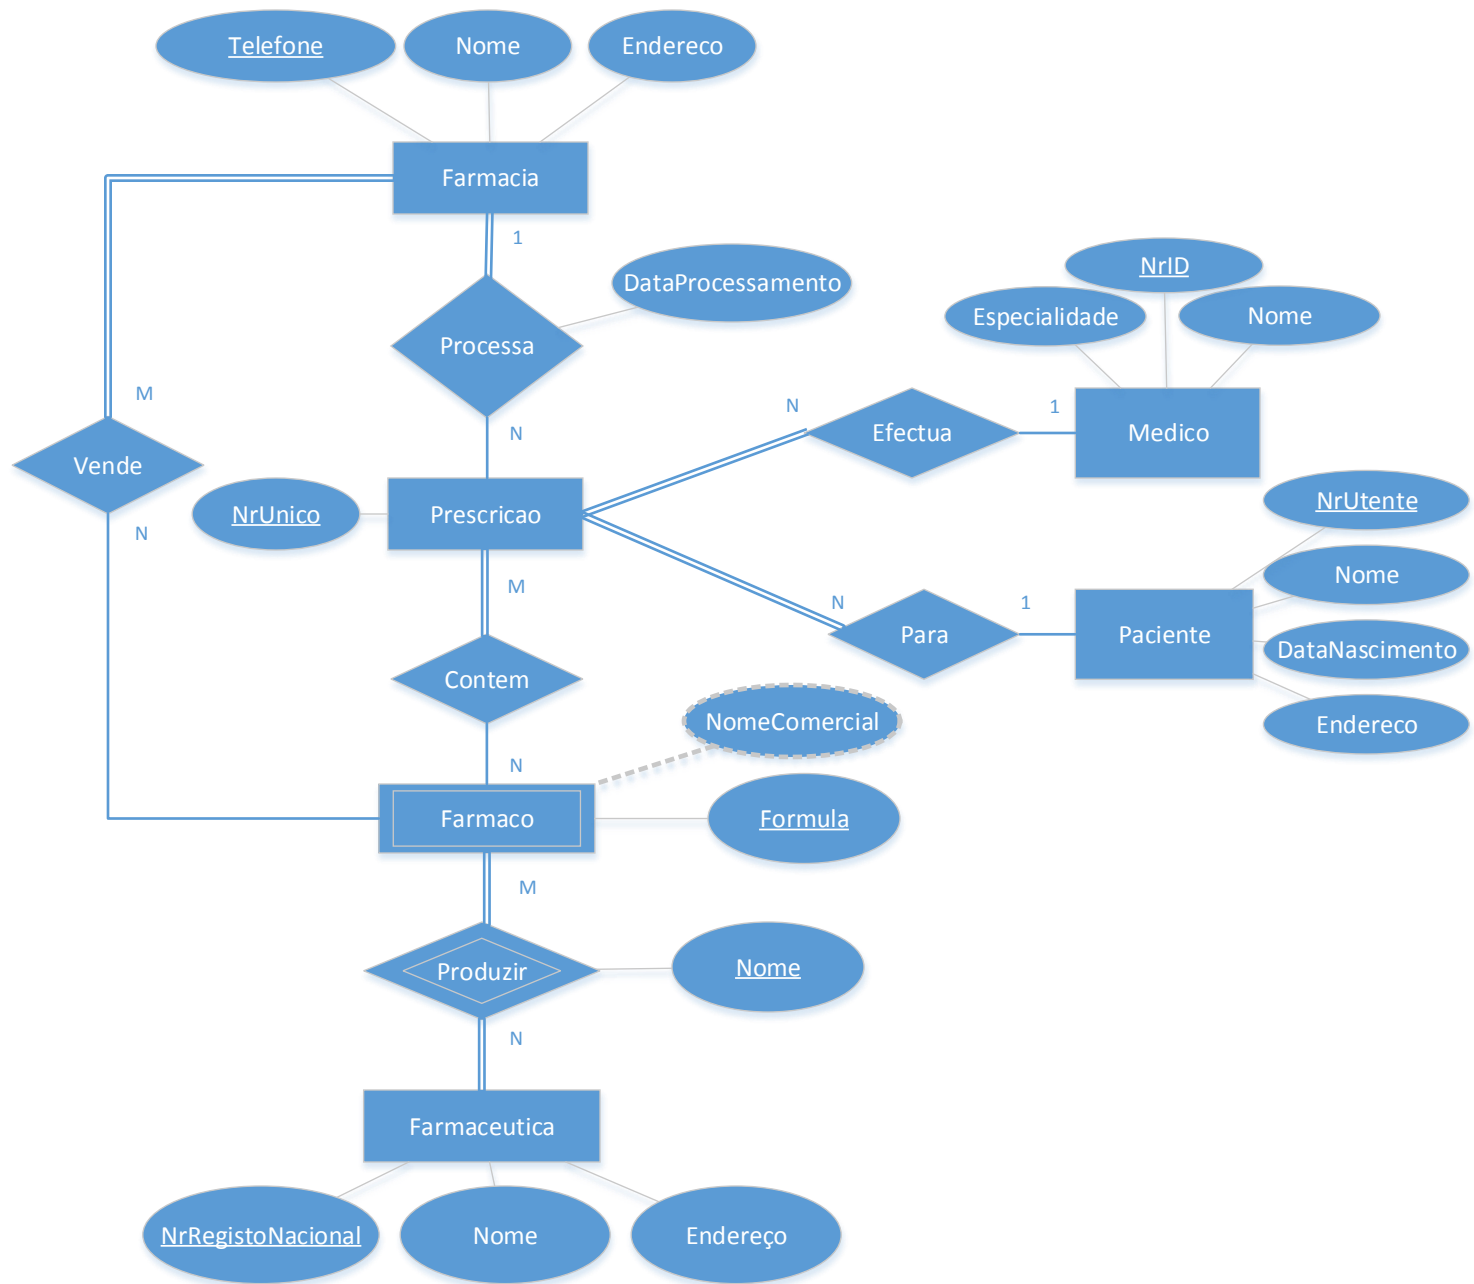 Telefone
Nome
Endereco
Farmacia
1
DataProcessamento
NrID
Especialidade
Nome
Processa
M
N
N
Efectua
1
Medico
Vende
NrUtente
NrUnico
Prescricao
N
Nome
M
N
Para
1
Paciente
DataNascimento
Contem
NomeComercial
Endereco
N
Farmaco
Formula
M
Produzir
Nome
N
Farmaceutica
NrRegistoNacional
Nome
Endereço